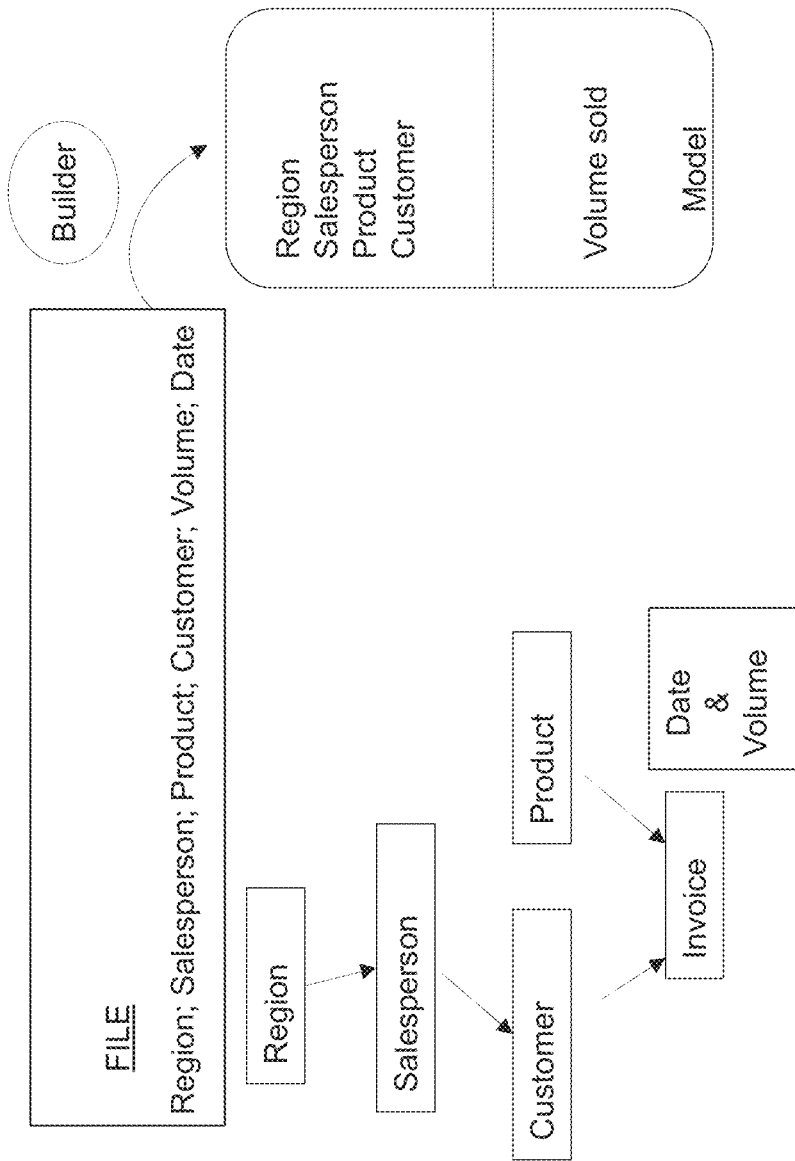 FILE
Region; Salesperson; Product; Customer; Volume; Date
Builder
Region
Salesperson
Product
Customer
Volume sold
Model
Region
Salesperson
Customer
Product
Invoice
Date
&
Volume